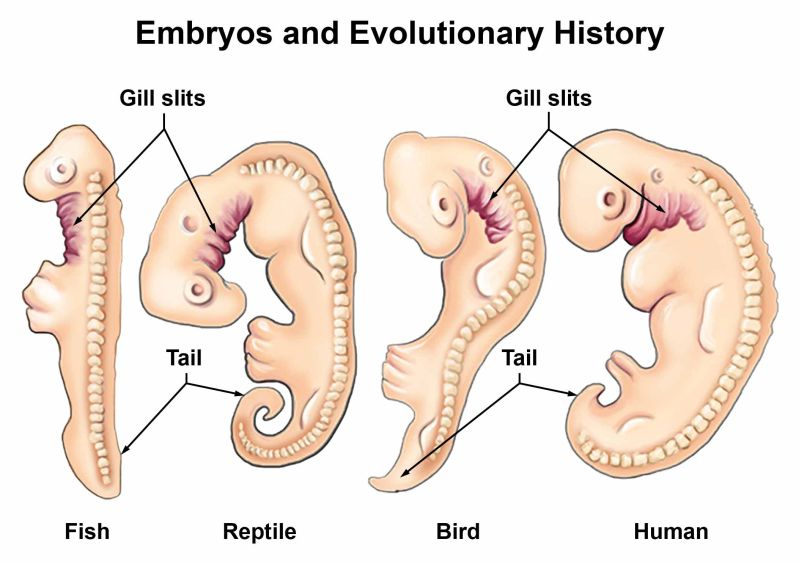 Embryos and Evolutionary History
Gill slits
Gill slits
Tail
Tail
Fish
Reptile
Bird
Human